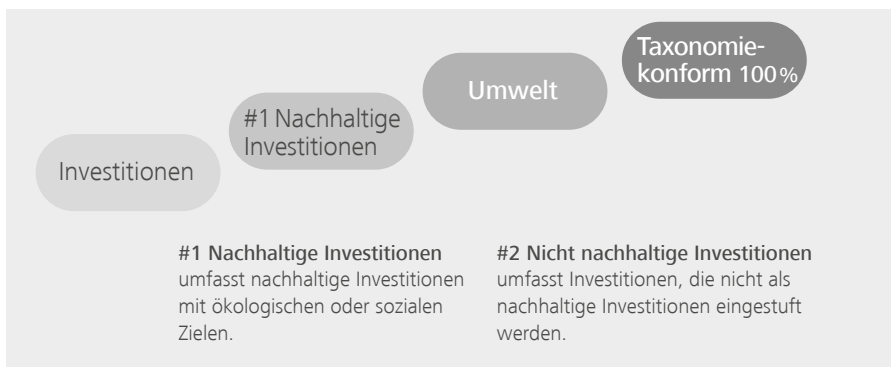 Investitionen
#1 Nachhaltige
Investitionen
Umwelt
Taxonomie-
konform 100 %
#1 Nachhaltige Investitionen
umfasst nachhaltige Investitionen
mit ökologischen oder sozialen
Zielen.
#2 Nicht nachhaltige Investitionen
umfasst Investitionen, die nicht als
nachhaltige Investitionen eingestuft
werden.